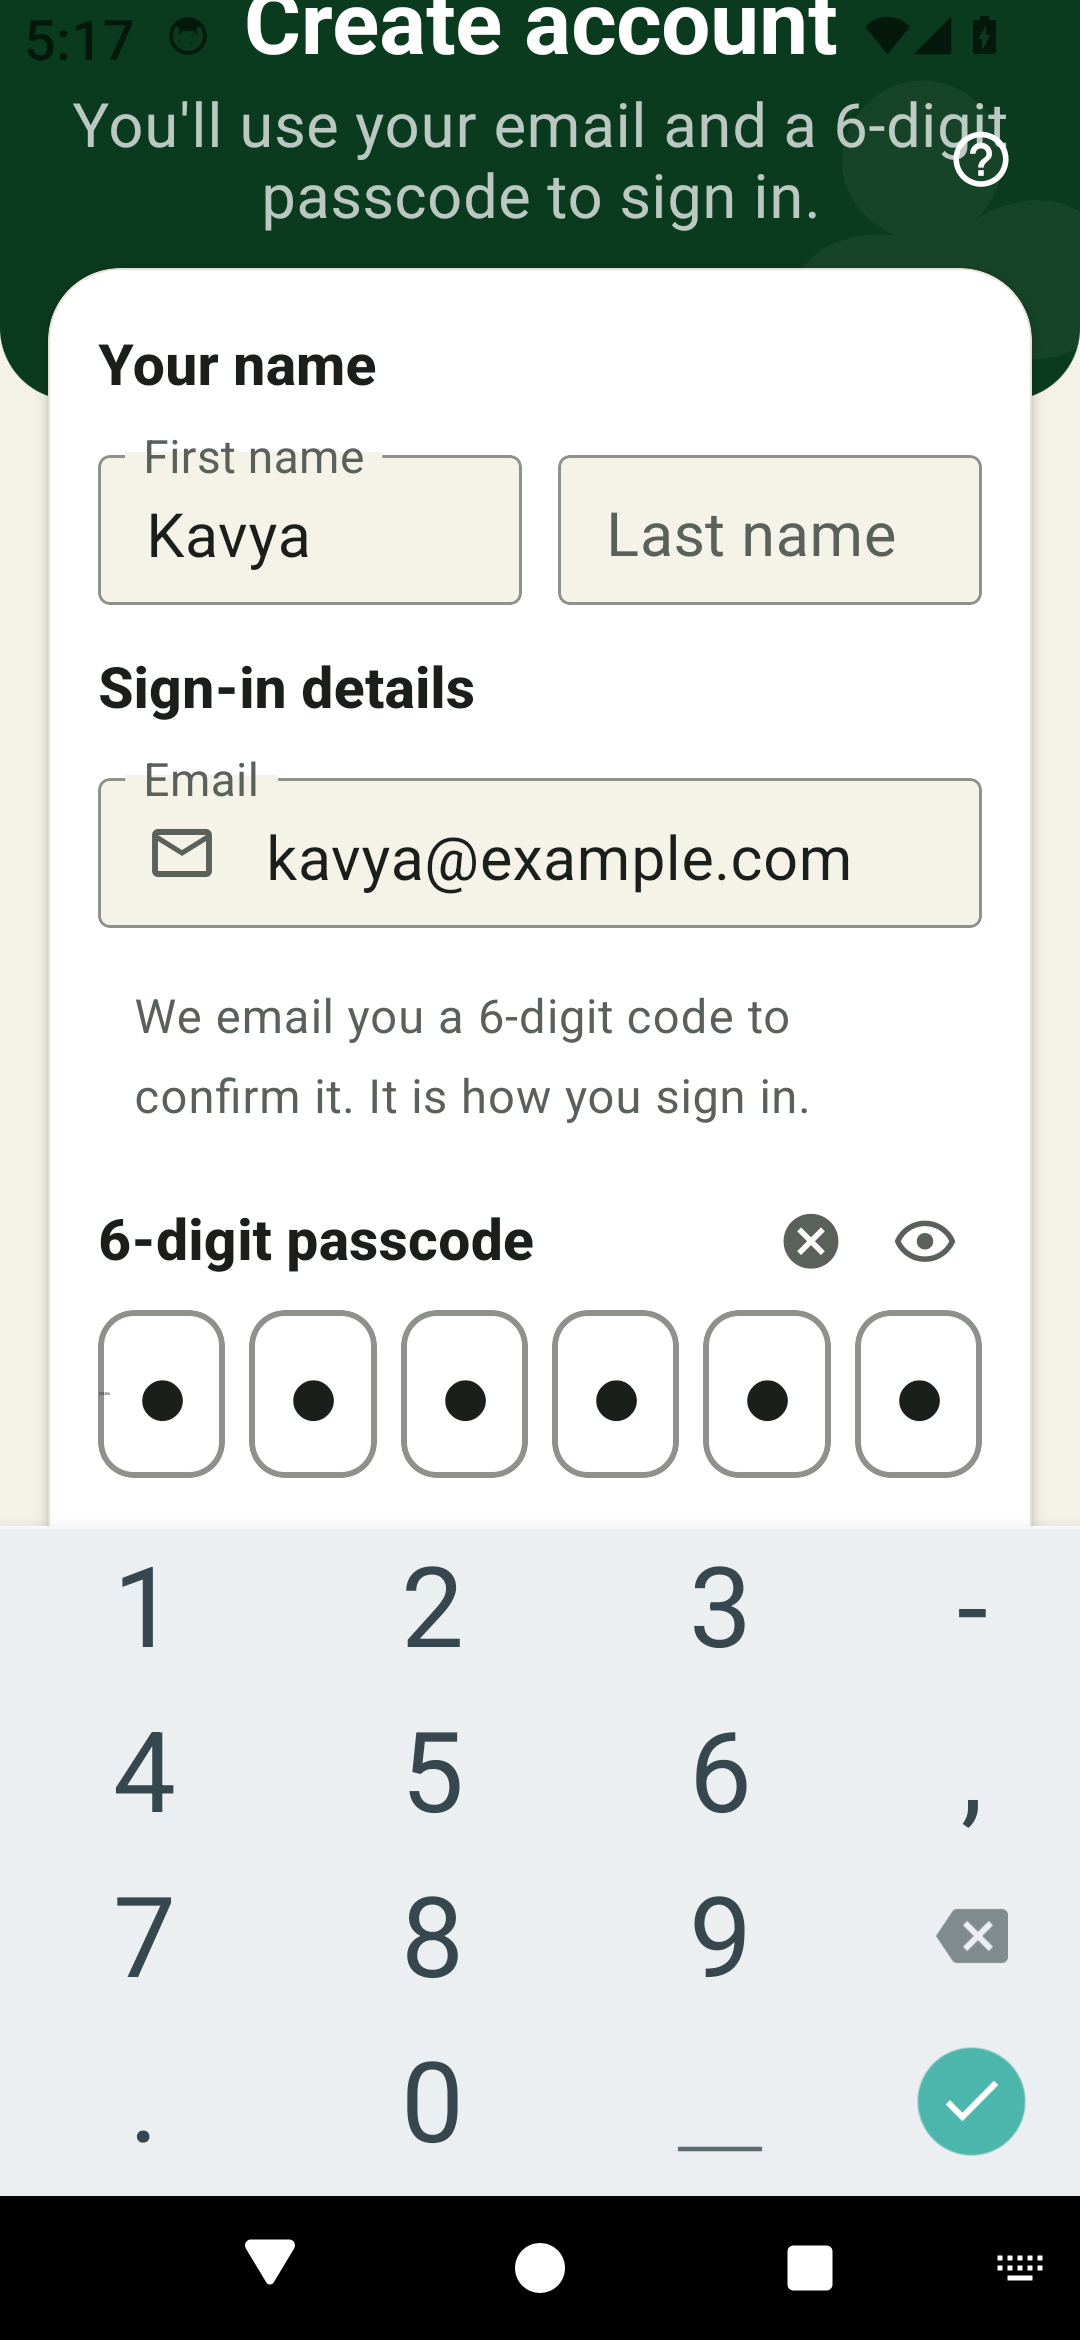 5:17
Create account
You'll use your email and a 6-digit
passcode to sign in.
Your name
First name
Kavya
Last name
Sign-in details
Email
kavya@example.com
We email you a 6-digit code to
confirm it. It is how you sign in.
6-digit passcode
1 2 3 -
4 5 6 ,
7 8 9
. 0